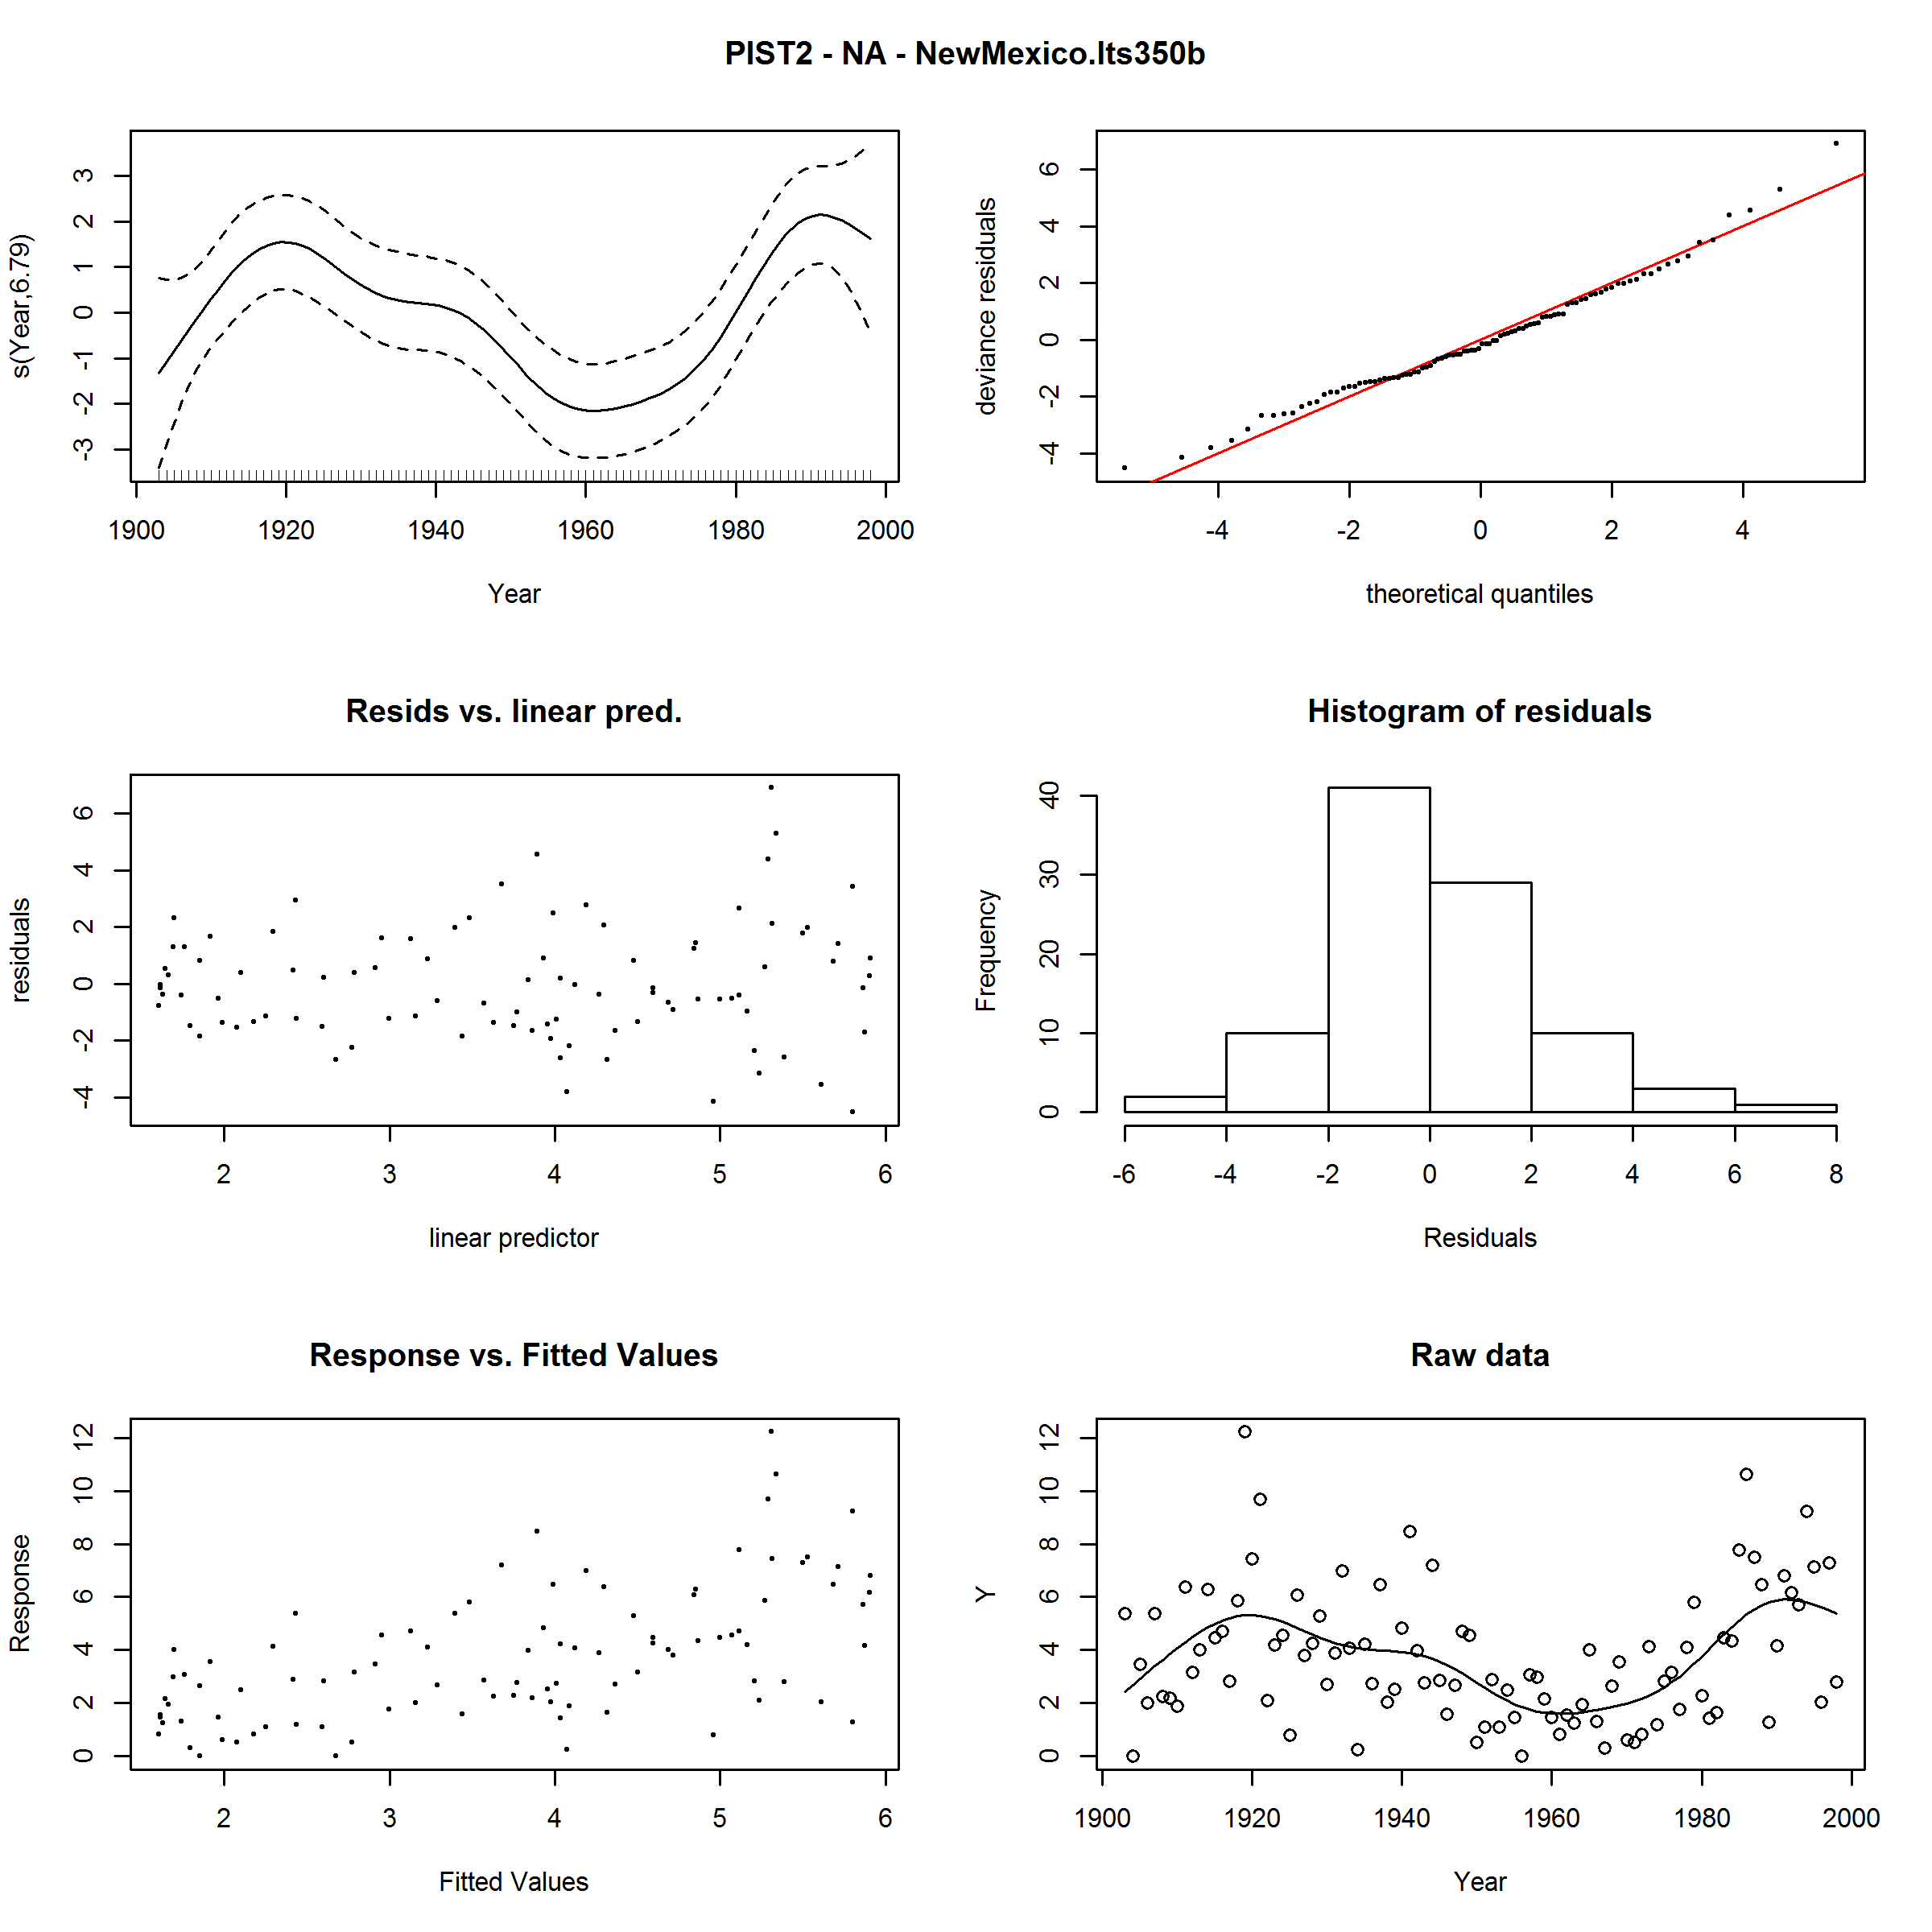 PIST2 - NA - NewMexico.lts350b
s(Year,6.79)
3
2
1
0
-1
-2
-3
1900 1920 1940 1960 1980 2000
Year
deviance residuals
6
4
2
0
-2
-4
-4 -2 0 2 4
theoretical quantiles
Resids vs. linear pred.
residuals
6
4
2
0
-2
-4
2 3 4 5 6
linear predictor
Histogram of residuals
Frequency
40
30
20
10
0
-6 -4 -2 0 2 4 6 8
Residuals
Response vs. Fitted Values
Response
12
10
8
6
4
2
0
2 3 4 5 6
Fitted Values
Raw data
Y
12
10
8
6
4
2
0
1900 1920 1940 1960 1980 2000
Year